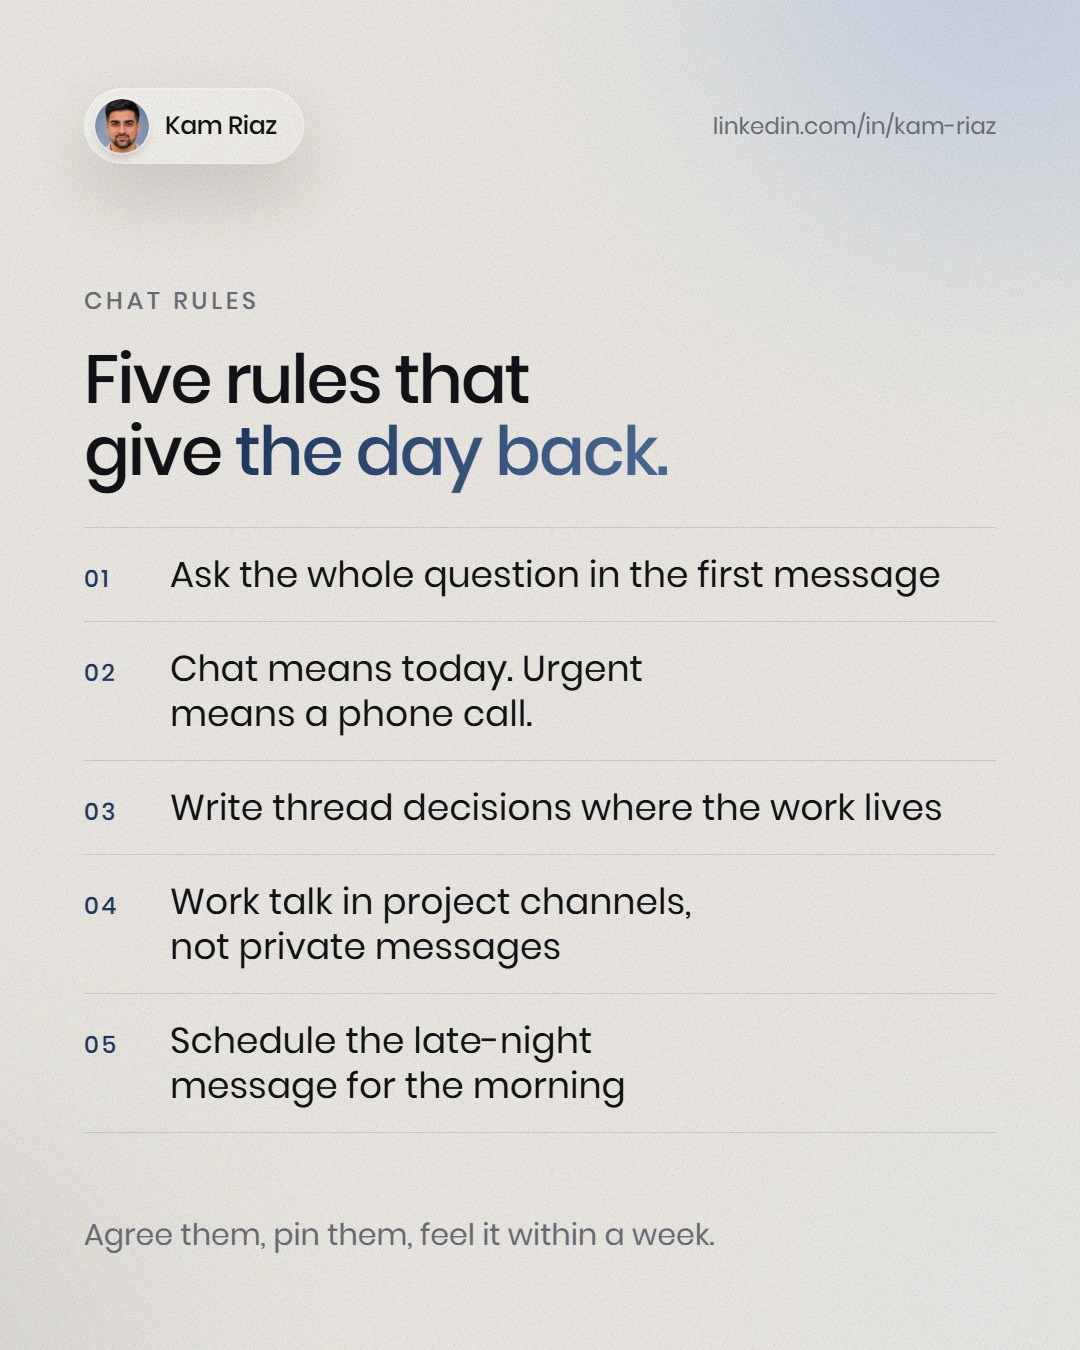 Kam Riaz
linkedin.com/in/kam-riaz
CHAT RULES
Five rules that
give the day back.
01 Ask the whole question in the first message
02 Chat means today. Urgent
means a phone call.
03 Write thread decisions where the work lives
04 Work talk in project channels,
not private messages
05 Schedule the late-night
message for the morning
Agree them, pin them, feel it within a week.